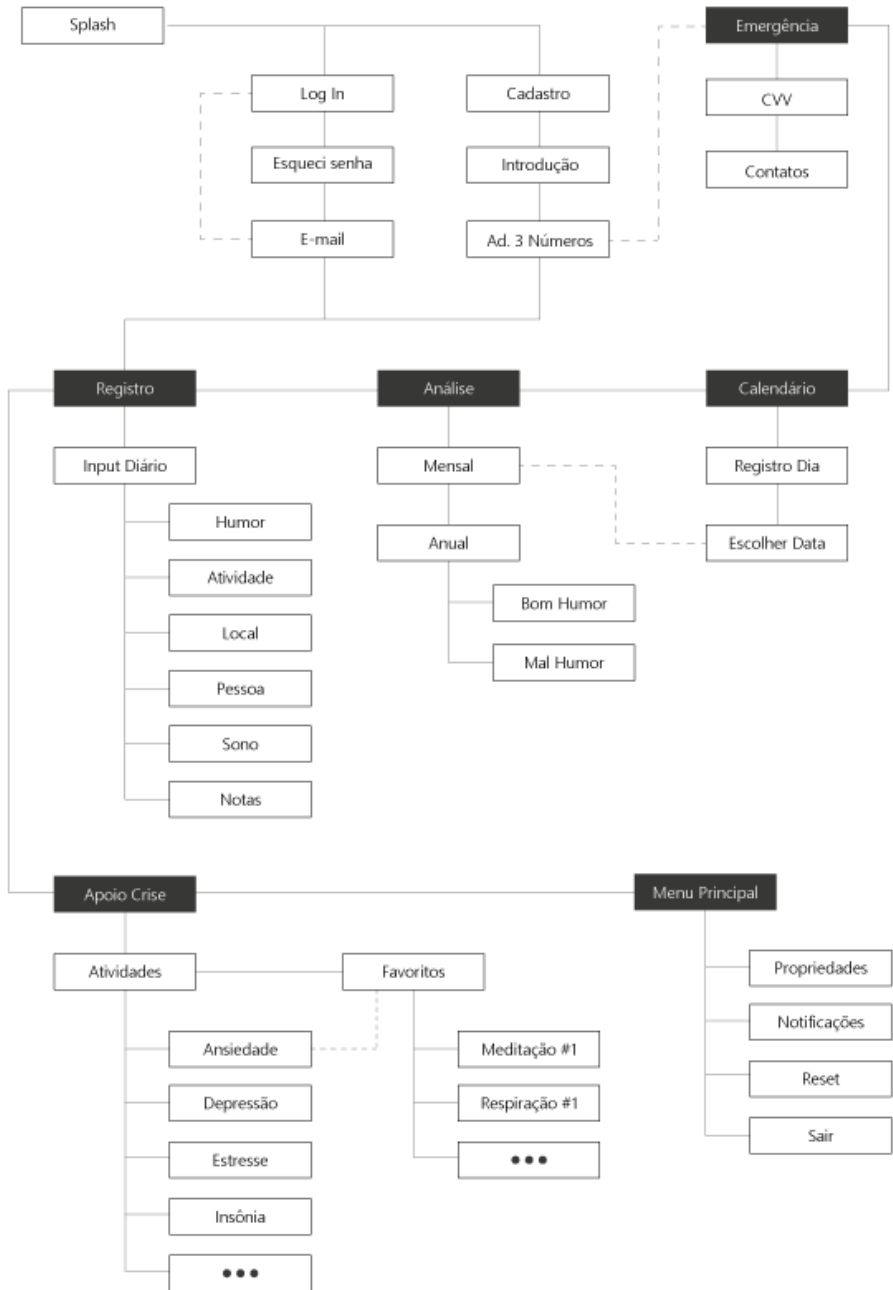 Splash
Emergência
Log In
Cadastro
CVV
Esqueci senha
Introdução
Contatos
E-mail
Ad. 3 Números
Registro
Análise
Calendário
Input Diário
Mensal
Registro Dia
Humor
Anual
Escolher Data
Atividade
Bom Humor
Local
Mal Humor
Pessoa
Sono
Notas
Apoio Crise
Menu Principal
Atividades
Favoritos
Propriedades
Ansiedade
Meditação #1
Notificações
Depressão
Respiração #1
Reset
Estresse
●●●
Sair
Insônia
●●●